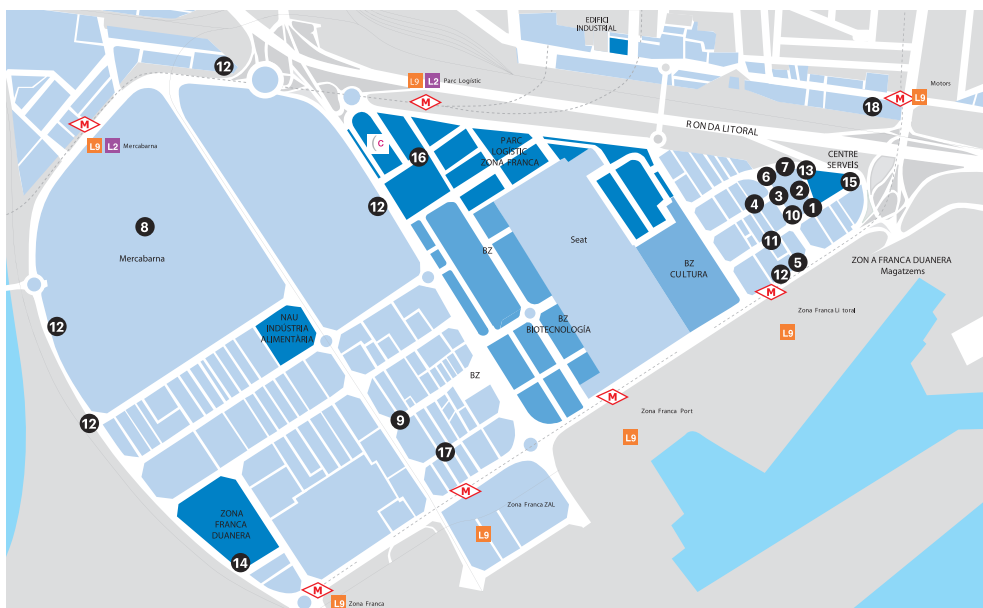 EDIFICI
INDUSTRIAL
12
L9 L2 Parc Logístic
M
Motors
M L9
18
M
L9 L2 Mercabarna
RONDA LITORAL
C
16
PARC
LOGÍSTIC
ZONA FRANCA
CENTRE
SERVEIS
7
13
6
15
3
2
4
10
1
12
8
Mercabarna
Seat
BZ
11
BZ
CULTURA
5
12
ZONA FRANCA DUANERA
Magatzems
M
Zona Franca Litoral
L9
12
NAU
INDÚSTRIA
ALIMENTÀRIA
BZ
BIOTECNOLOGÍA
BZ
M
Zona Franca Port
L9
12
9
17
M
Zona Franca ZAL
L9
ZONA
FRANCA
DUANERA
14
M
L9 Zona Franca